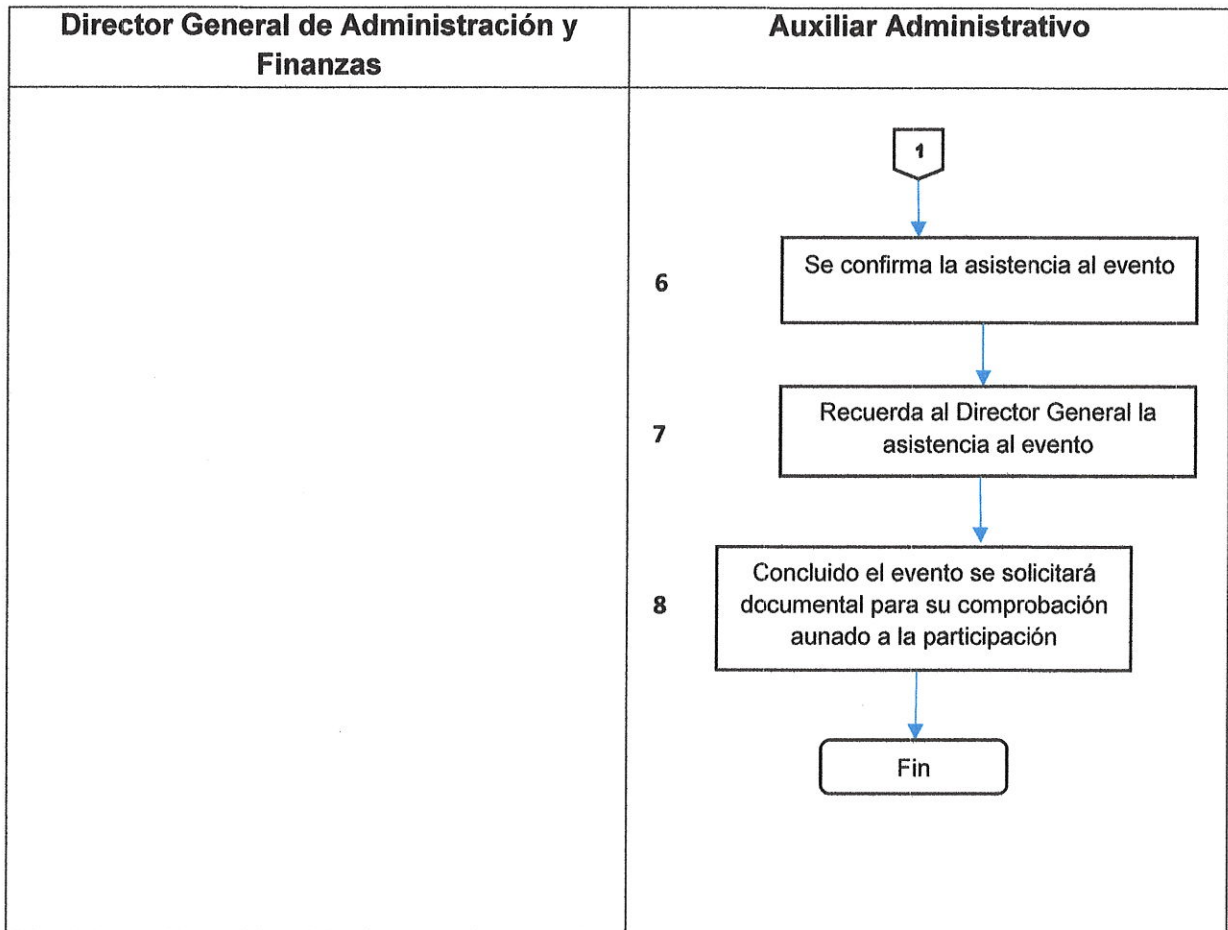 Director General de Administración y
Finanzas
Auxiliar Administrativo
1
6
Se confirma la asistencia al evento
7
Recuerda al Director General la
asistencia al evento
8
Concluido el evento se solicitará
documental para su comprobación
aunado a la participación
Fin